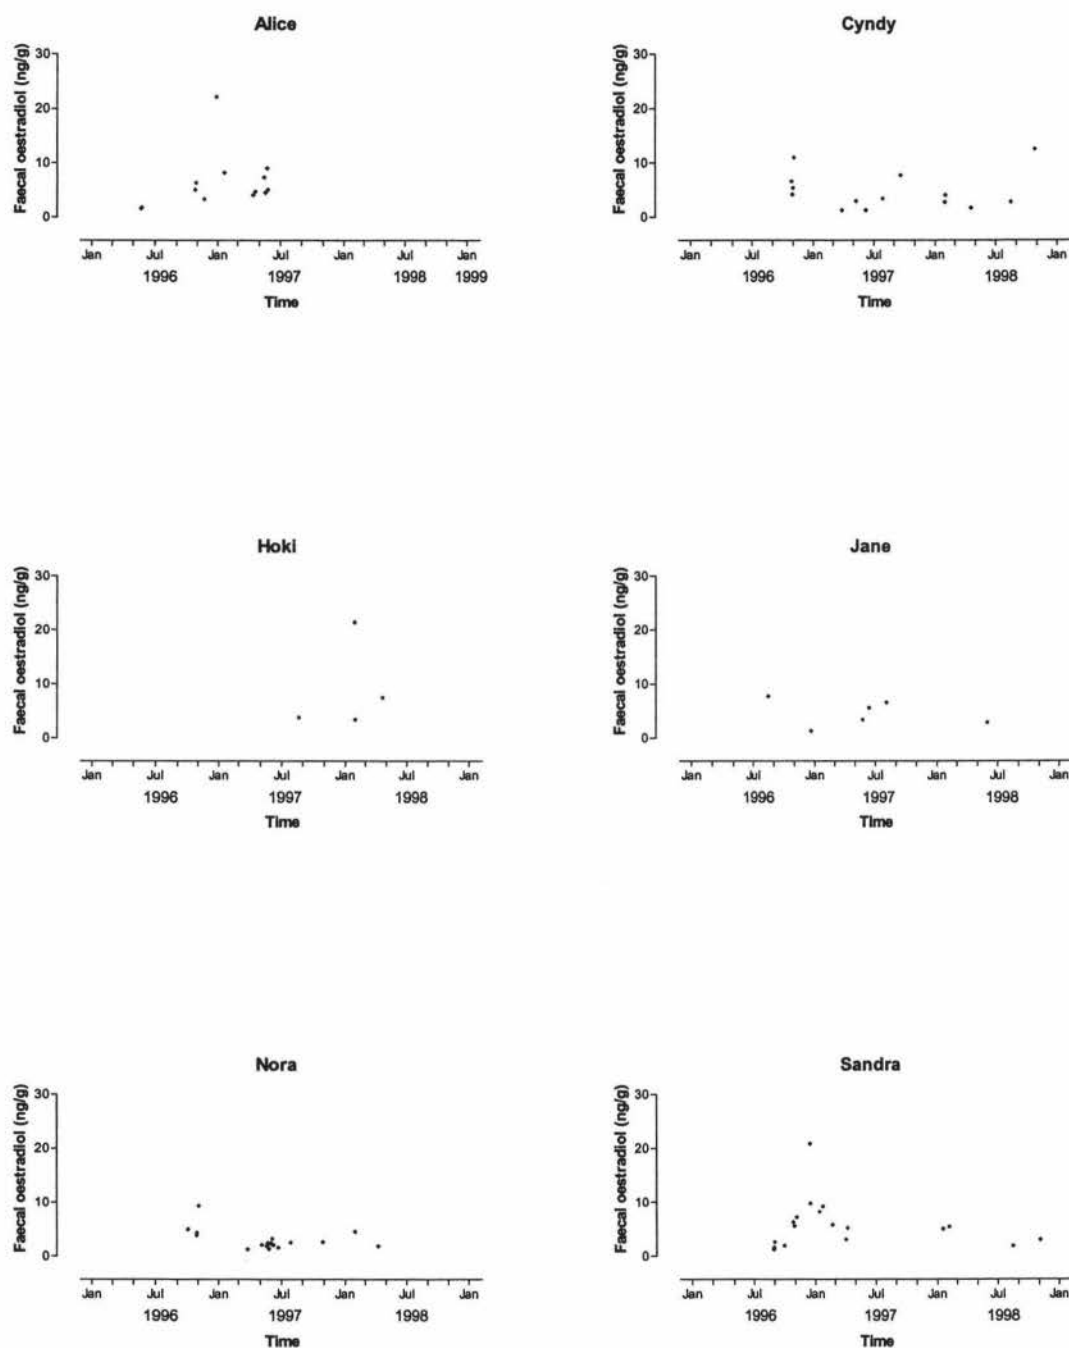 Alice
Faecal oestradiol (ng/g)
30
20
10
0
Jan Jul Jan Jul Jan Jul Jan
1996 1997 1998 1999
Time
Cyndy
Faecal oestradiol (ng/g)
30
20
10
0
Jan Jul Jan Jul Jan Jul Jan
1996 1997 1998
Time
Hoki
Faecal oestradiol (ng/g)
30
20
10
0
Jan Jul Jan Jul Jan Jul Jan
1996 1997 1998
Time
Jane
Faecal oestradiol (ng/g)
30
20
10
0
Jan Jul Jan Jul Jan Jul Jan
1996 1997 1998
Time
Nora
Faecal oestradiol (ng/g)
30
20
10
0
Jan Jul Jan Jul Jan Jul Jan
1996 1997 1998
Time
Sandra
Faecal oestradiol (ng/g)
30
20
10
0
Jan Jul Jan Jul Jan Jul Jan
1996 1997 1998
Time